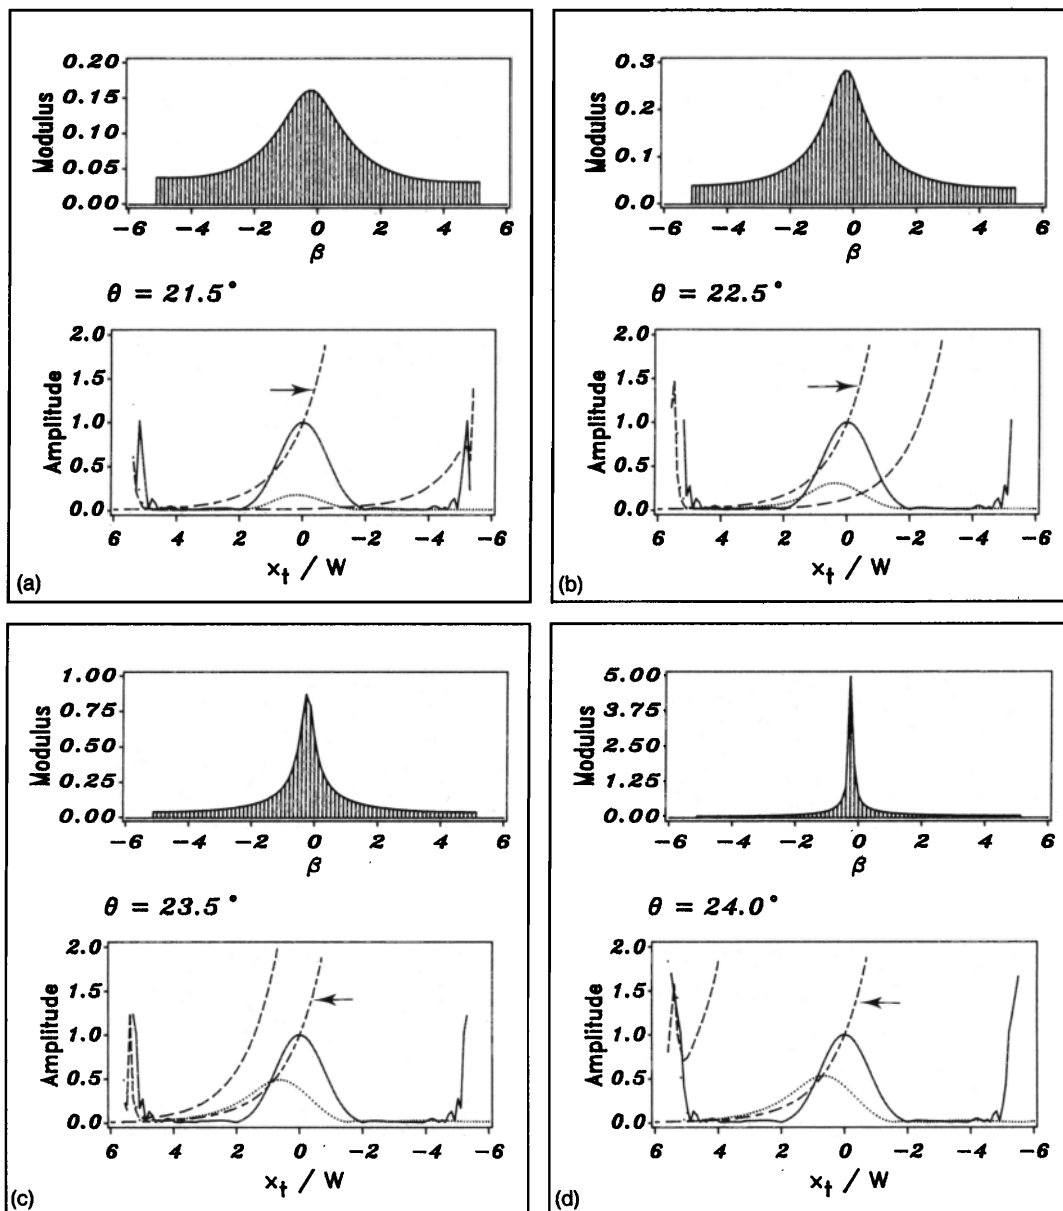 0.20
0.15
0.10
0.05
0.00
Modulus
-6 -4 -2 0 2 4 6
β
θ = 21.5°
2.0
1.5
1.0
0.5
0.0
Amplitude
6 4 2 0 -2 -4 -6
x_t / W
(a)
0.3
0.2
0.1
0.0
Modulus
-6 -4 -2 0 2 4 6
β
θ = 22.5°
2.0
1.5
1.0
0.5
0.0
Amplitude
6 4 2 0 -2 -4 -6
x_t / W
(b)
1.00
0.75
0.50
0.25
0.00
Modulus
-6 -4 -2 0 2 4 6
β
θ = 23.5°
2.0
1.5
1.0
0.5
0.0
Amplitude
6 4 2 0 -2 -4 -6
x_t / W
(c)
5.00
3.75
2.50
1.25
0.00
Modulus
-6 -4 -2 0 2 4 6
β
θ = 24.0°
2.0
1.5
1.0
0.5
0.0
Amplitude
6 4 2 0 -2 -4 -6
x_t / W
(d)